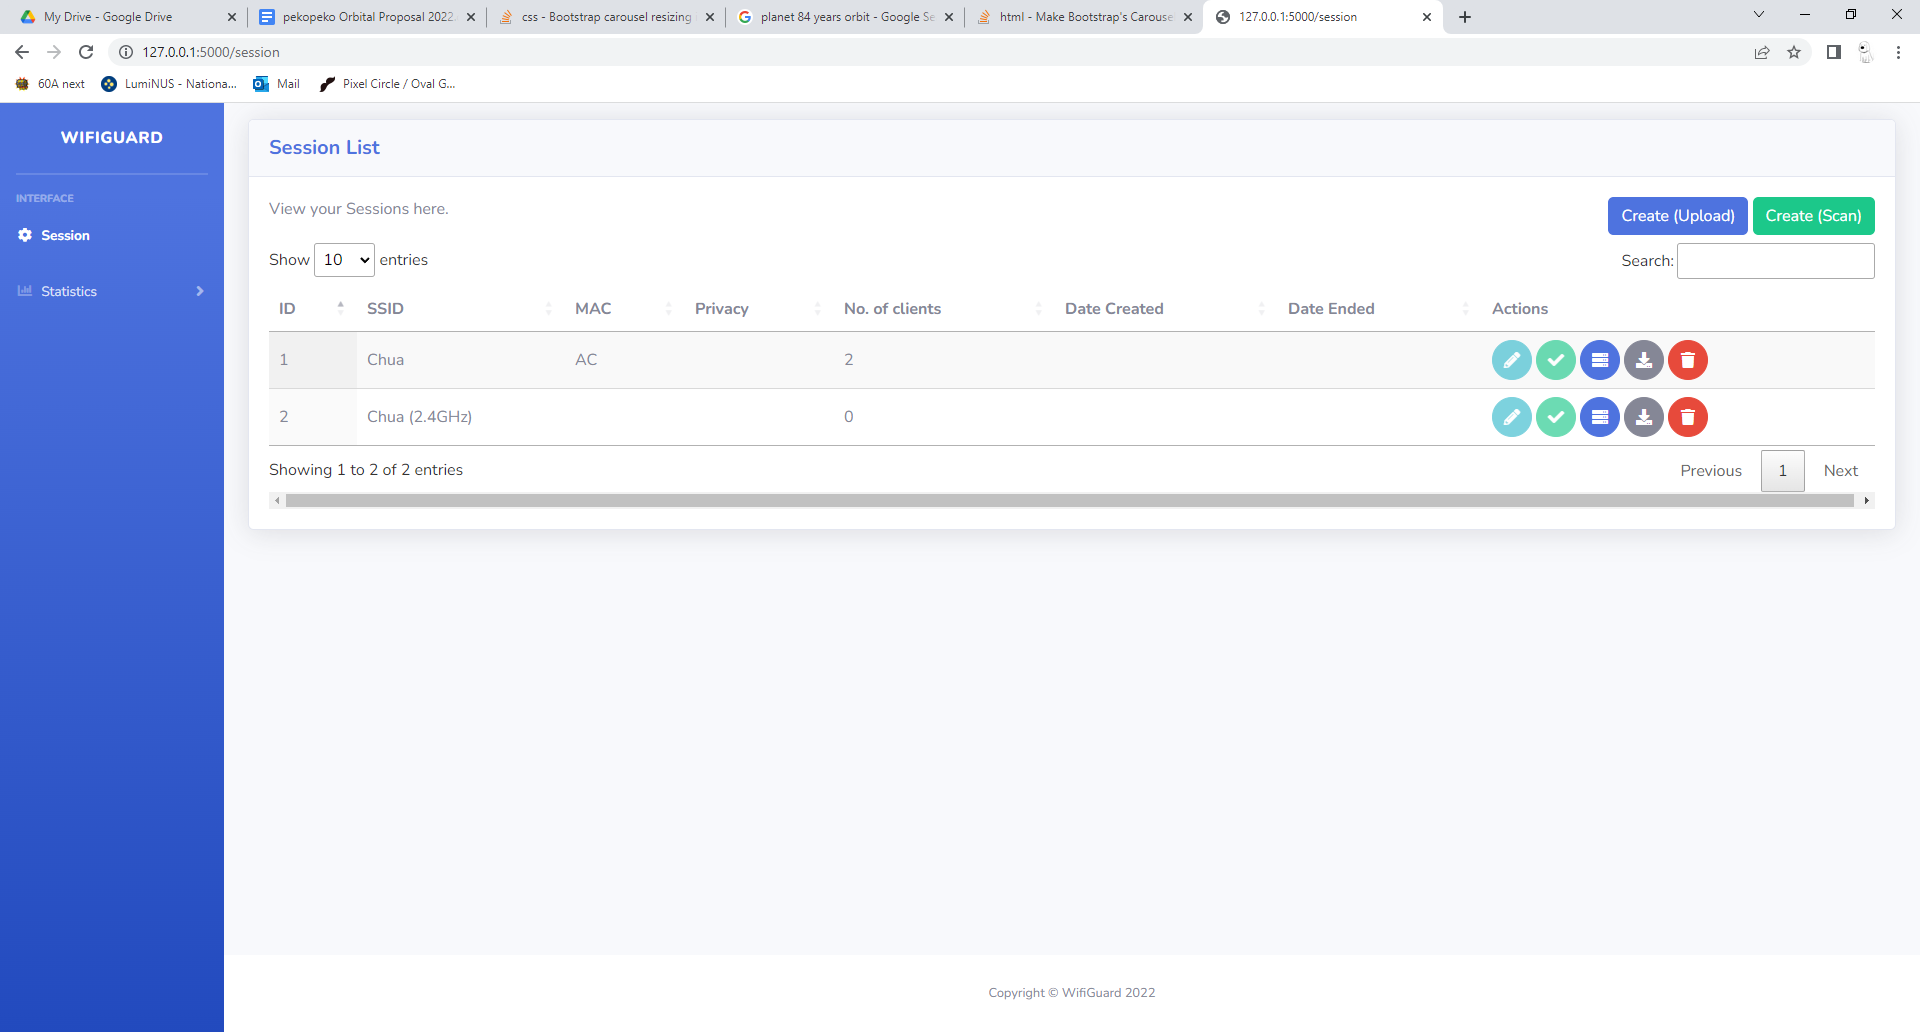 My Drive - Google Drive
pekopeko Orbital Proposal 2022
css - Bootstrap carousel resizing
planet 84 years orbit - Google Se
html - Make Bootstrap's Carouse
127.0.0.1:5000/session
127.0.0.1:5000/session
60A next
LumiNUS - Nationa...
Mail
Pixel Circle / Oval G...
WIFIGUARD
INTERFACE
Session
Statistics
Session List
View your Sessions here.
Create (Upload) Create (Scan)
Show 10 entries
Search:
ID SSID MAC Privacy No. of clients Date Created Date Ended Actions
1 Chua AC 2
2 Chua (2.4GHz) 0
Showing 1 to 2 of 2 entries
Previous 1 Next
Copyright © WifiGuard 2022